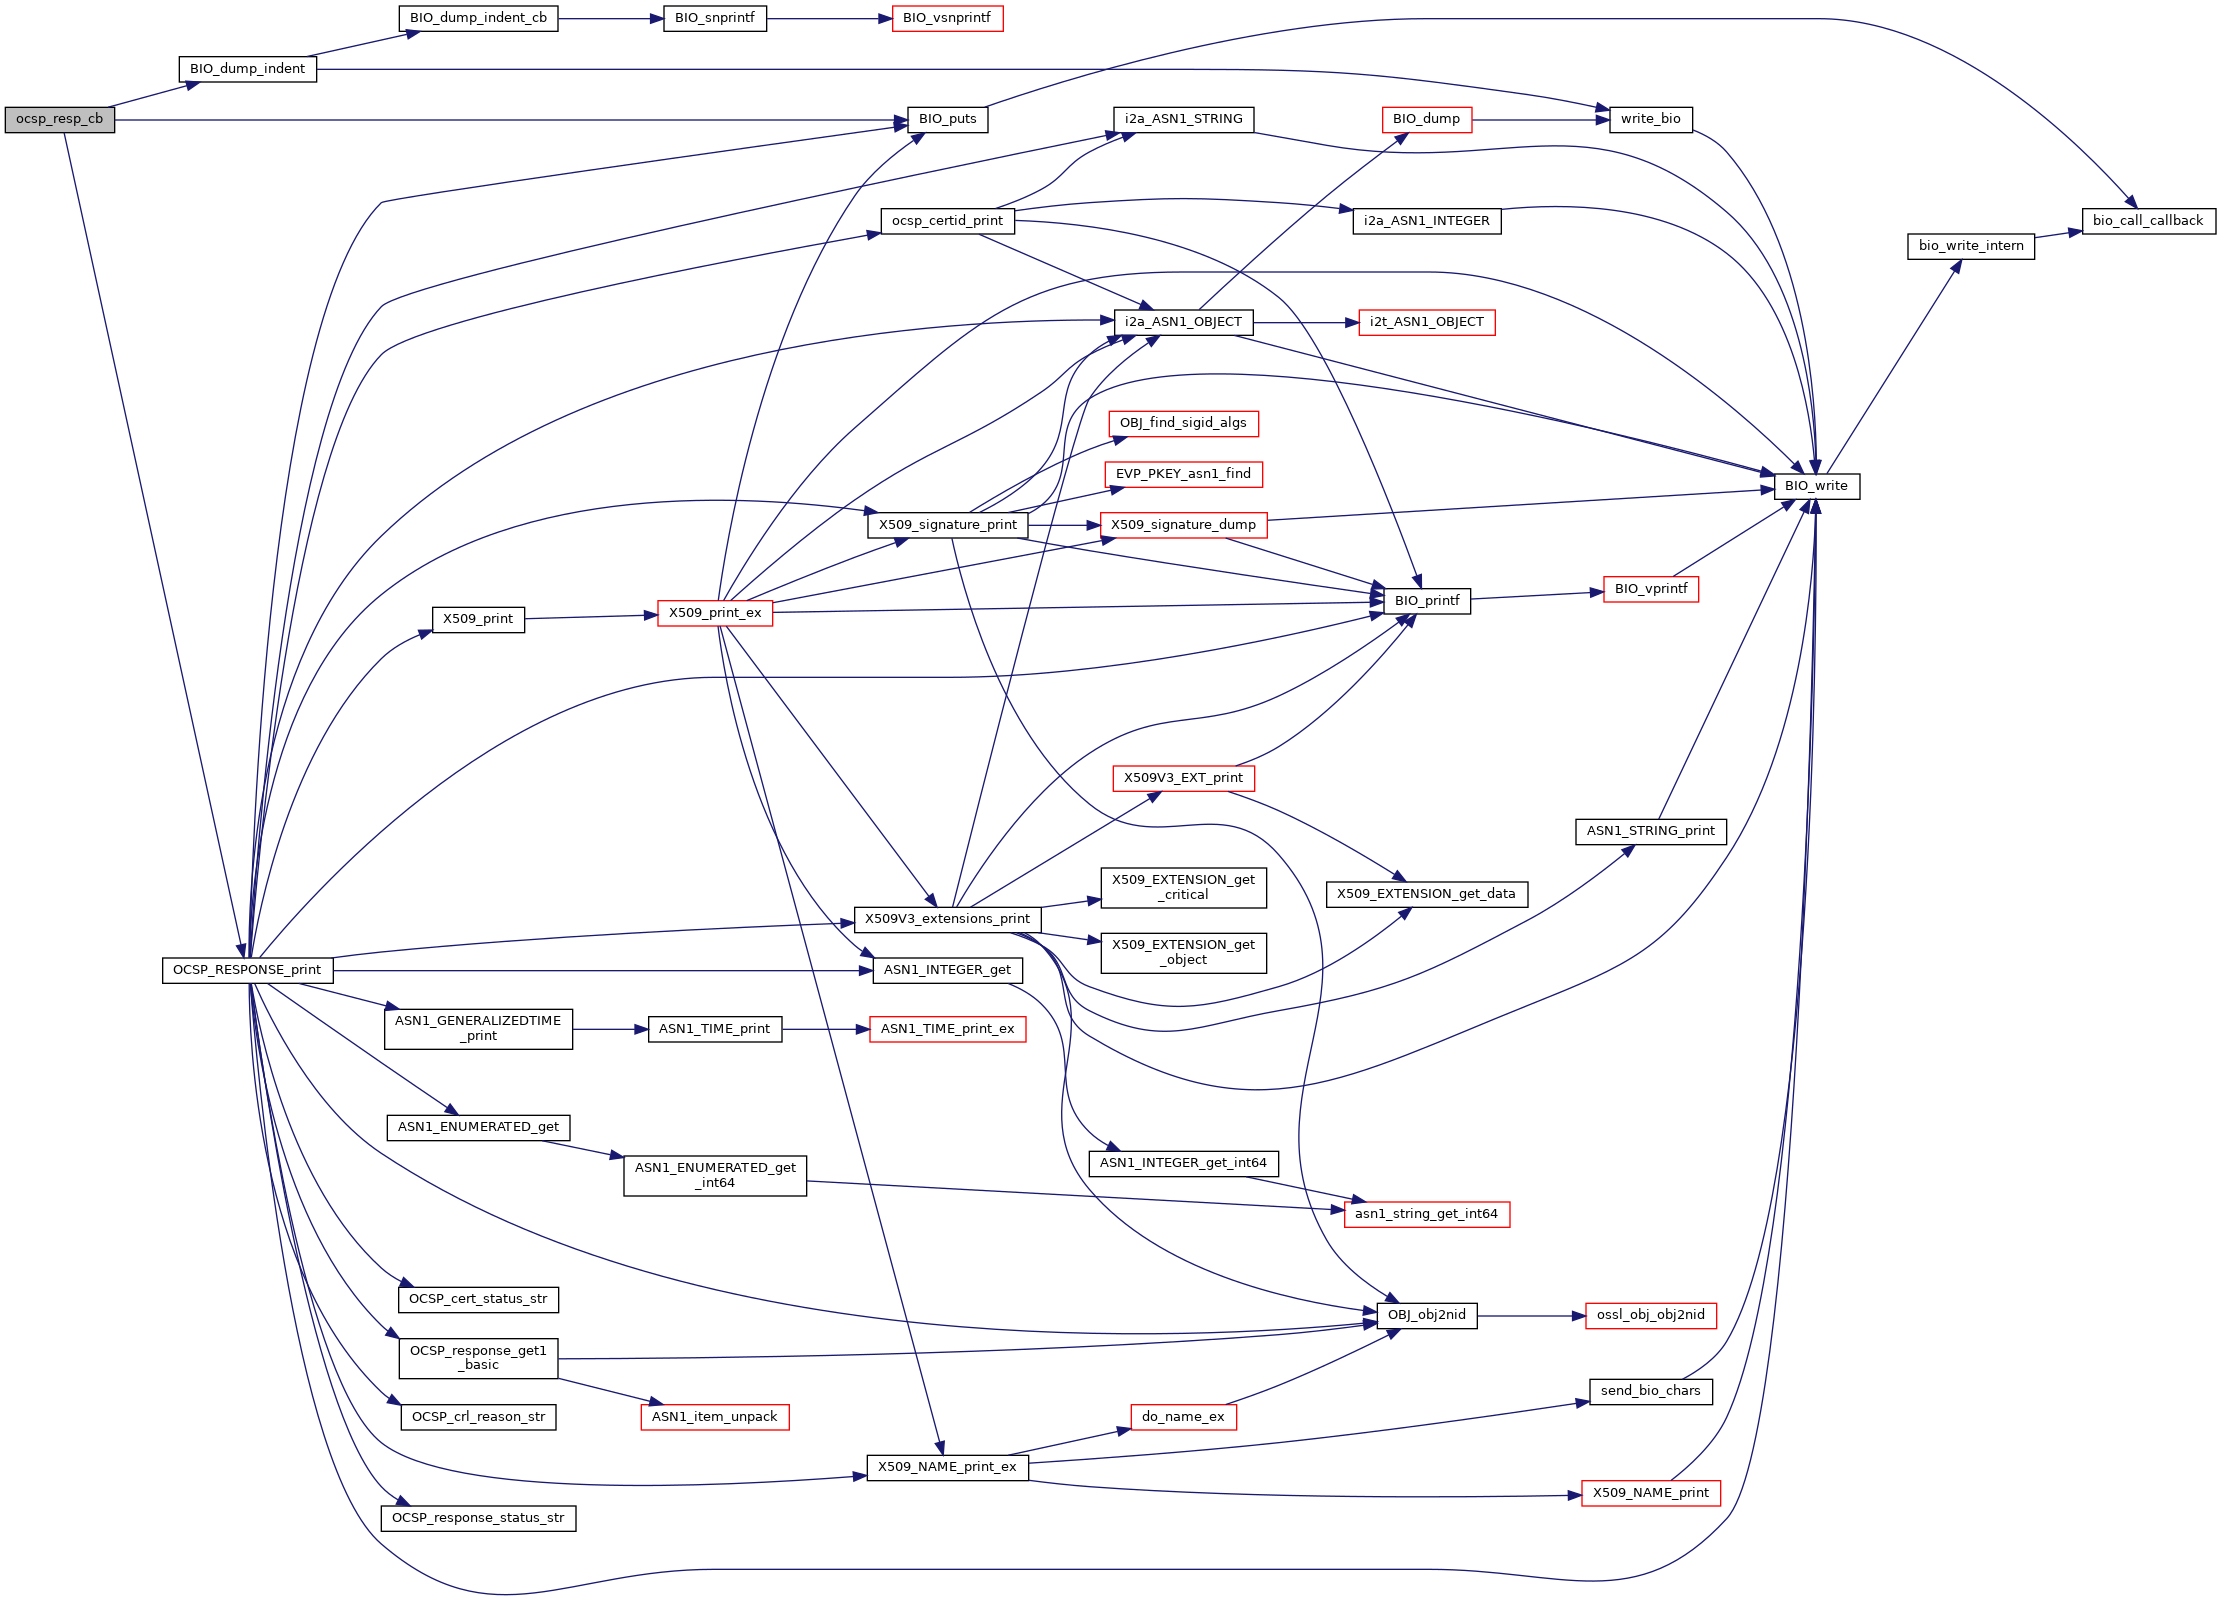 BIO_dump_indent_cb
BIO_snprintf
BIO_vsnprintf
BIO_dump_indent
ocsp_resp_cb
BIO_puts
i2a_ASN1_STRING
BIO_dump
write_bio
ocsp_certid_print
i2a_ASN1_INTEGER
bio_call_callback
bio_write_intern
i2a_ASN1_OBJECT
i2t_ASN1_OBJECT
OBJ_find_sigid_algs
EVP_PKEY_asn1_find
BIO_write
X509_signature_print
X509_signature_dump
BIO_vprintf
BIO_printf
X509_print
X509_print_ex
X509V3_EXT_print
ASN1_STRING_print
X509_EXTENSION_get
_critical
X509_EXTENSION_get_data
X509V3_extensions_print
X509_EXTENSION_get
_object
OCSP_RESPONSE_print
ASN1_INTEGER_get
ASN1_GENERALIZEDTIME
_print
ASN1_TIME_print
ASN1_TIME_print_ex
ASN1_ENUMERATED_get
ASN1_ENUMERATED_get
_int64
ASN1_INTEGER_get_int64
asn1_string_get_int64
OCSP_cert_status_str
OBJ_obj2nid
ossl_obj_obj2nid
OCSP_response_get1
_basic
send_bio_chars
OCSP_crl_reason_str
ASN1_item_unpack
do_name_ex
X509_NAME_print_ex
X509_NAME_print
OCSP_response_status_str